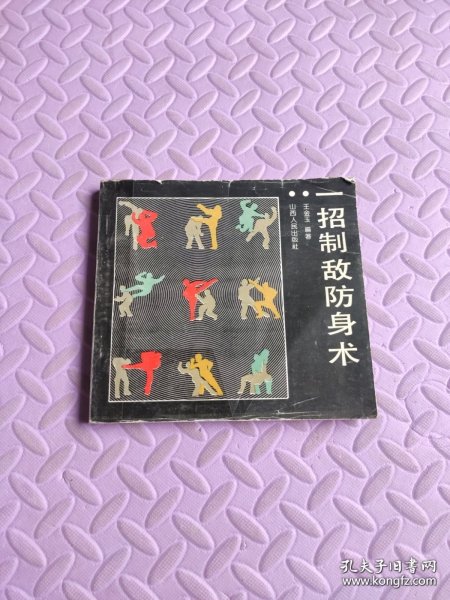 一招制敌防身术
王金玉 编著
山西人民出版社
孔夫子旧书网
www.kongfz.com